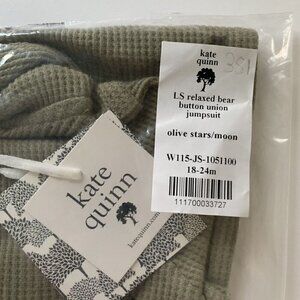 kate
quinn
351
LS relaxed bear
button union
jumpsuit
olive stars/moon
W115-JS-1051100
18-24m
111700033727
kate
quinn
katequinn.com